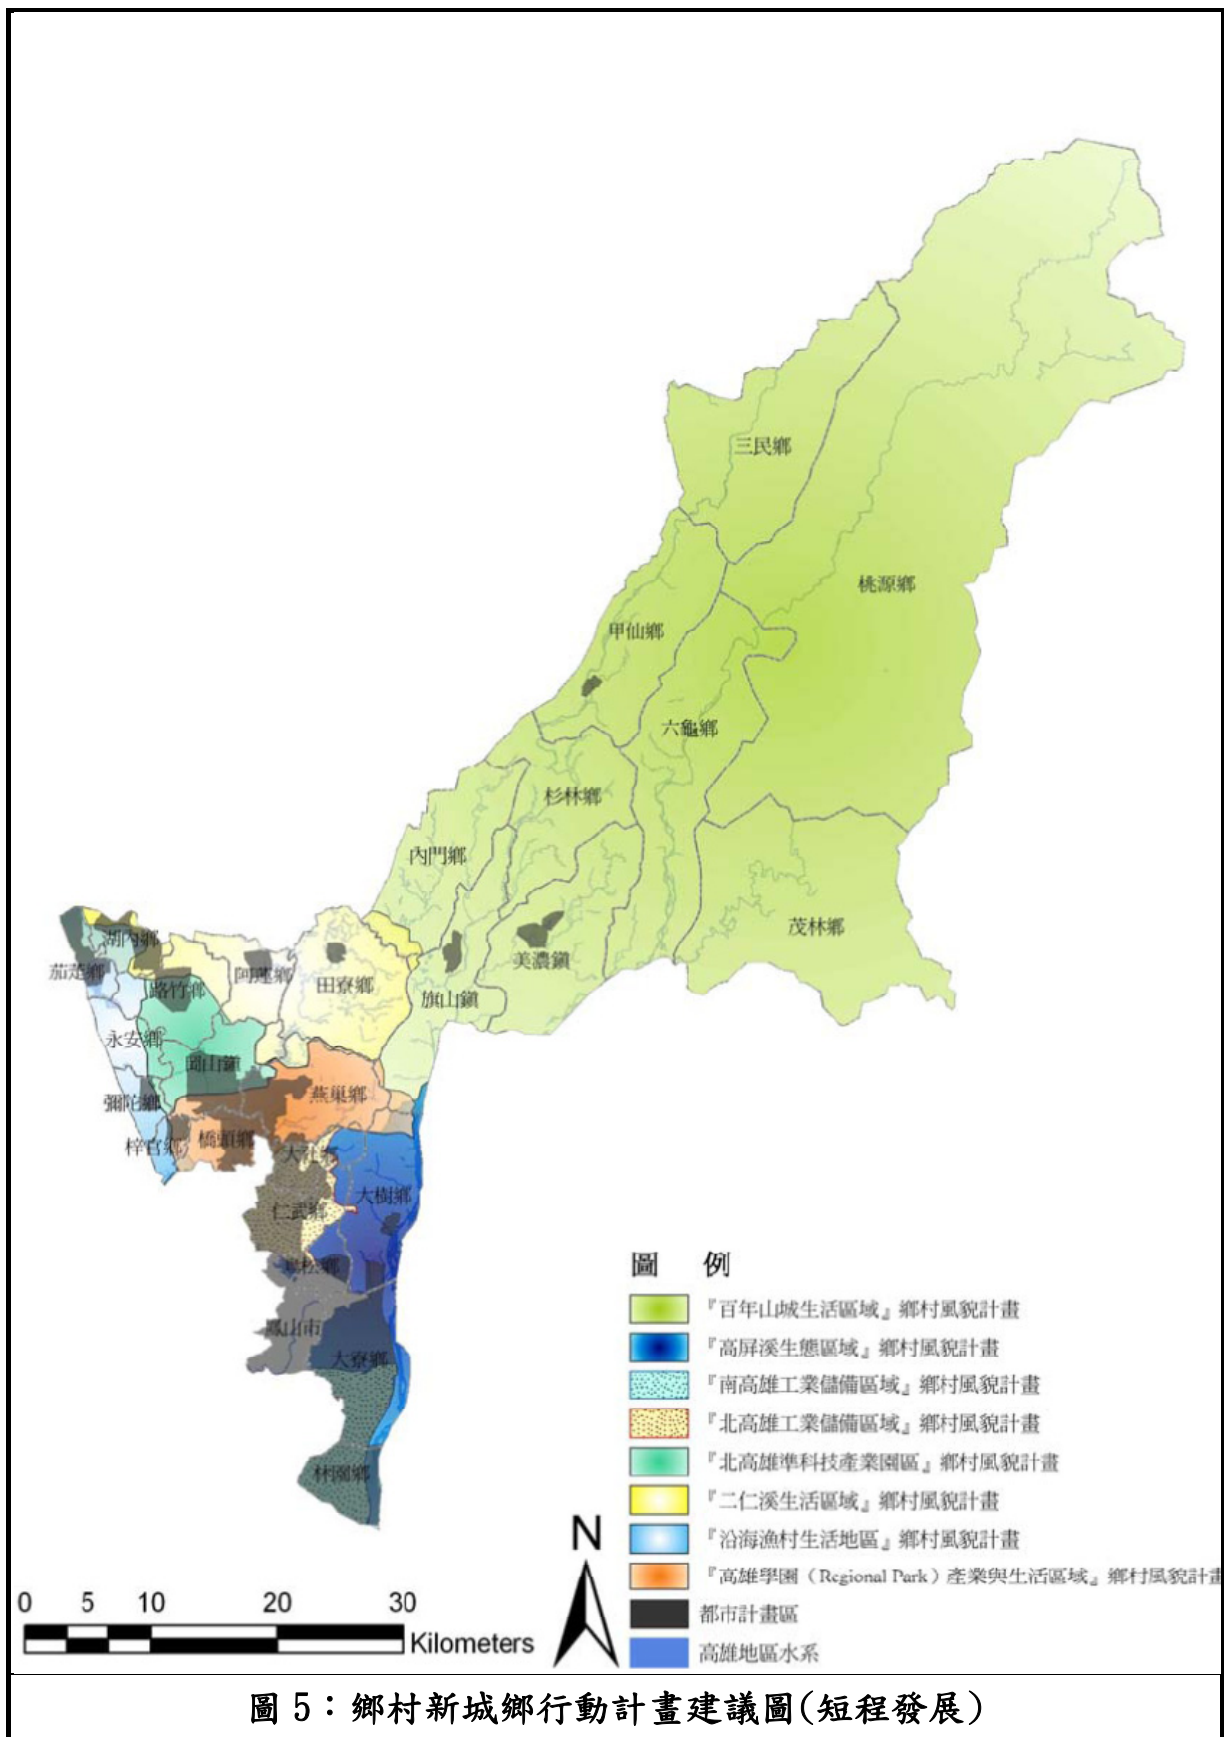 三民鄉
桃源鄉
甲仙鄉
六龜鄉
杉林鄉
內門鄉
茂林鄉
美濃鎮
旗山鎮
湖內鄉
茄萣鄉
路竹鄉
阿蓮鄉
田寮鄉
永安鄉
岡山鎮
彌陀鄉
燕巢鄉
梓官鄉
橋頭鄉
大社鄉
大樹鄉
仁武鄉
鳥松鄉
鳳山市
大寮鄉
林園鄉
圖 例
『百年山城生活區域』鄉村風貌計畫
『高屏溪生態區域』鄉村風貌計畫
『南高雄工業儲備區域』鄉村風貌計畫
『北高雄工業儲備區域』鄉村風貌計畫
『北高雄準科技產業園區』鄉村風貌計畫
『二仁溪生活區域』鄉村風貌計畫
『沿海漁村生活地區』鄉村風貌計畫
『高雄學園（Regional Park）產業與生活區域』鄉村風貌計畫
都市計畫區
高雄地區水系
N
0 5 10 20 30
Kilometers
圖 5：鄉村新城鄉行動計畫建議圖(短程發展)